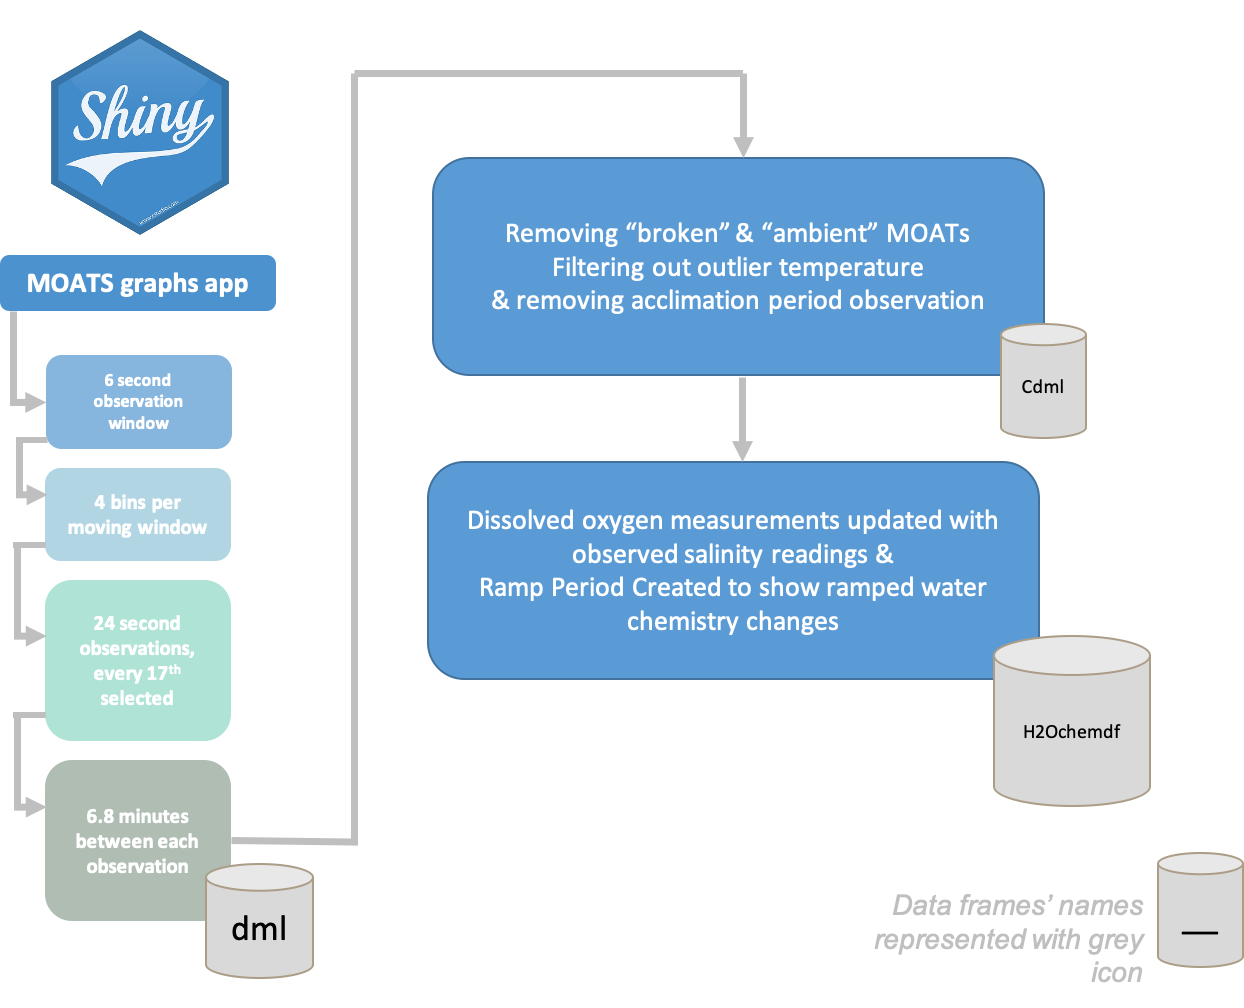 Shiny
MOATS graphs app
6 second
observation
window
4 bins per
moving window
24 second
observations,
every 17th
selected
6.8 minutes
between each
observation
dml
Removing “broken” & “ambient” MOATs
Filtering out outlier temperature
& removing acclimation period observation
Cdml
Dissolved oxygen measurements updated with
observed salinity readings &
Ramp Period Created to show ramped water
chemistry changes
H2Ochemdf
Data frames’ names
represented with grey
icon